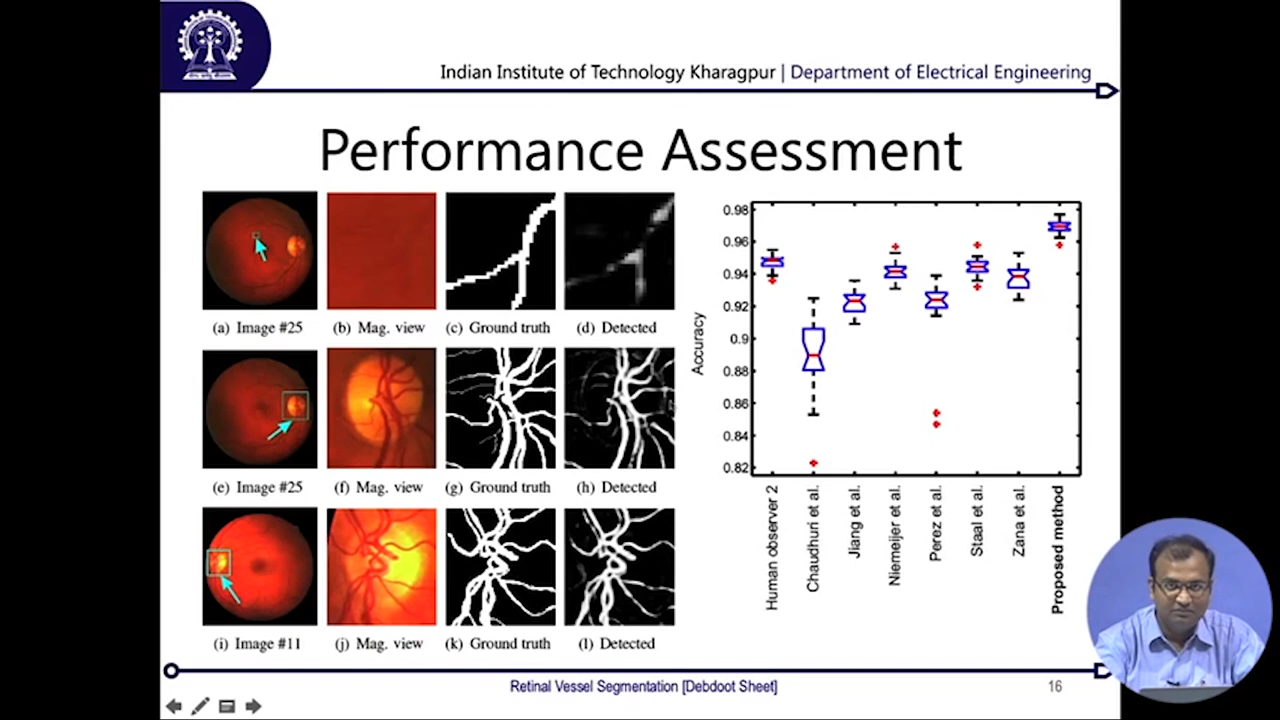 Indian Institute of Technology Kharagpur | Department of Electrical Engineering
Performance Assessment
(a) Image #25
(b) Mag. view
(c) Ground truth
(d) Detected
(e) Image #25
(f) Mag. view
(g) Ground truth
(h) Detected
(i) Image #11
(j) Mag. view
(k) Ground truth
(l) Detected
Accuracy
0.98
0.96
0.94
0.92
0.9
0.88
0.86
0.84
0.82
Human observer 2
Chaudhuri et al.
Jiang et al.
Niemeijer et al.
Perez et al.
Staal et al.
Zana et al.
Proposed method
Retinal Vessel Segmentation [Debdoot Sheet]
16